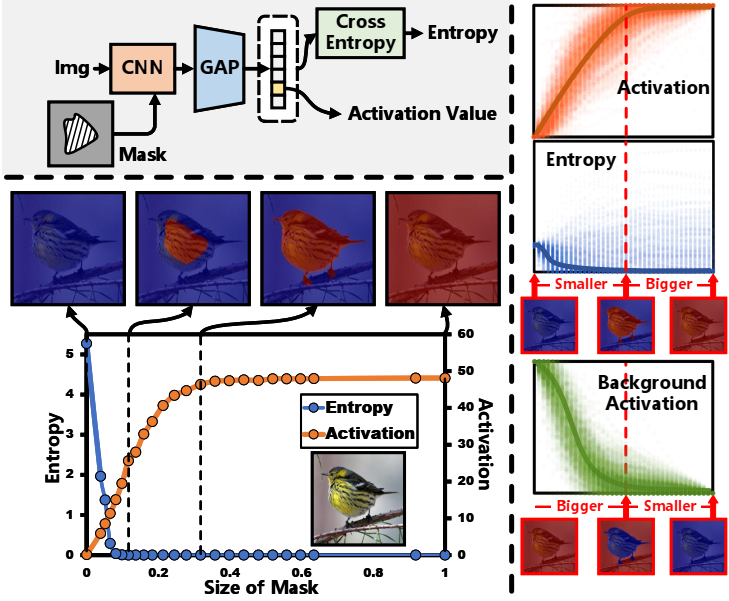 Img
CNN
GAP
Cross
Entropy
Entropy
Activation Value
Mask
Entropy
5
4
3
2
1
0
60
50
40
30
20
10
0
Activation
Entropy
Activation
0
0.2
0.4
0.6
0.8
1
Size of Mask
Activation
Entropy
Smaller
Bigger
Background
Activation
Bigger
Smaller